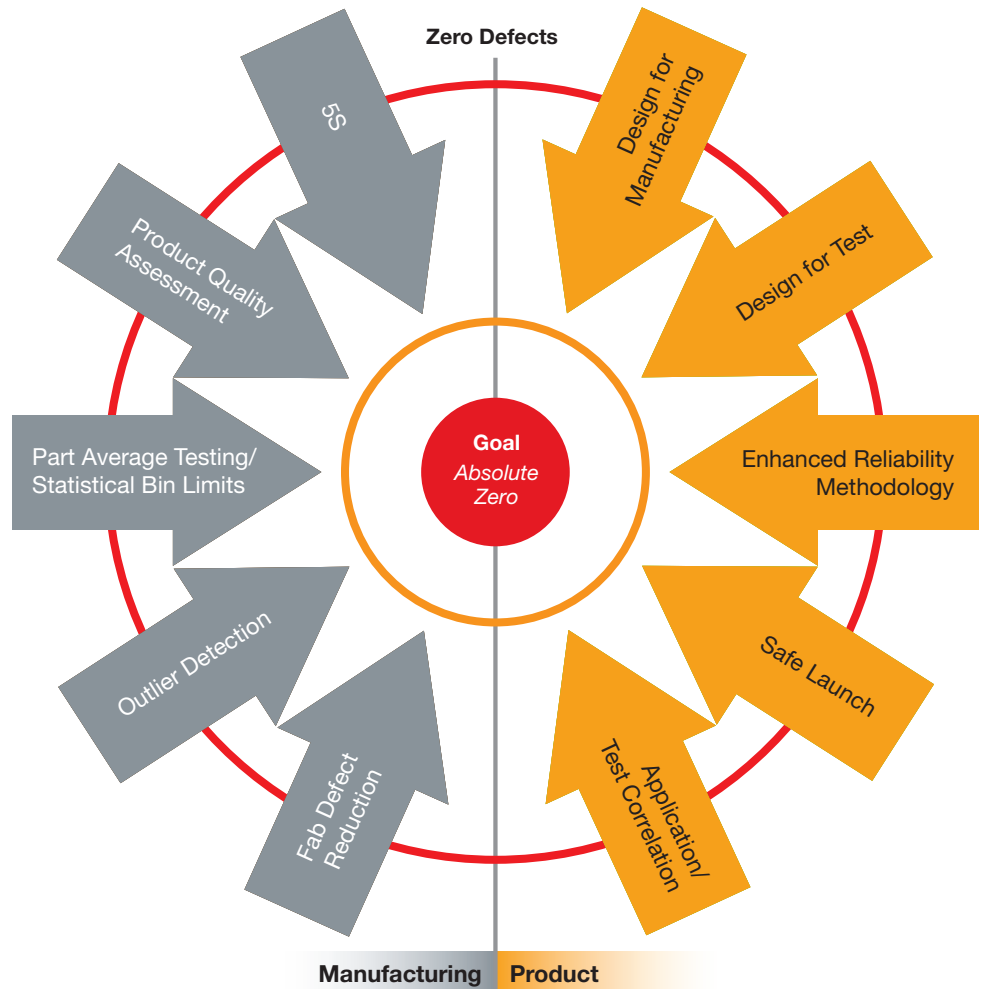 Zero Defects
5S
Design for
Manufacturing
Product Quality
Assessment
Design for Test
Part Average Testing/
Statistical Bin Limits
Goal
Absolute
Zero
Enhanced Reliability
Methodology
Outlier Detection
Safe Launch
Fab Defect
Reduction
Application/
Test Correlation
Manufacturing
Product